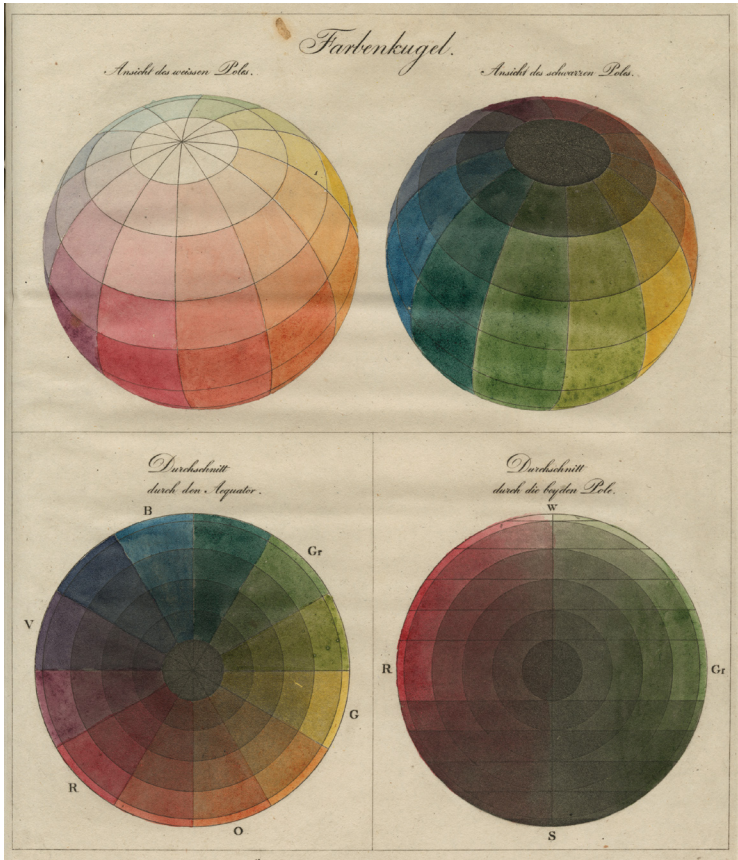 Farbenkugel.
Ansicht des weissen Poles.
Ansicht des schwarzen Poles.
Durchschnitt
durch den Aequator.
B
Gr
V
G
R
O
Durchschnitt
durch die beyden Pole.
W
R
Gr
S